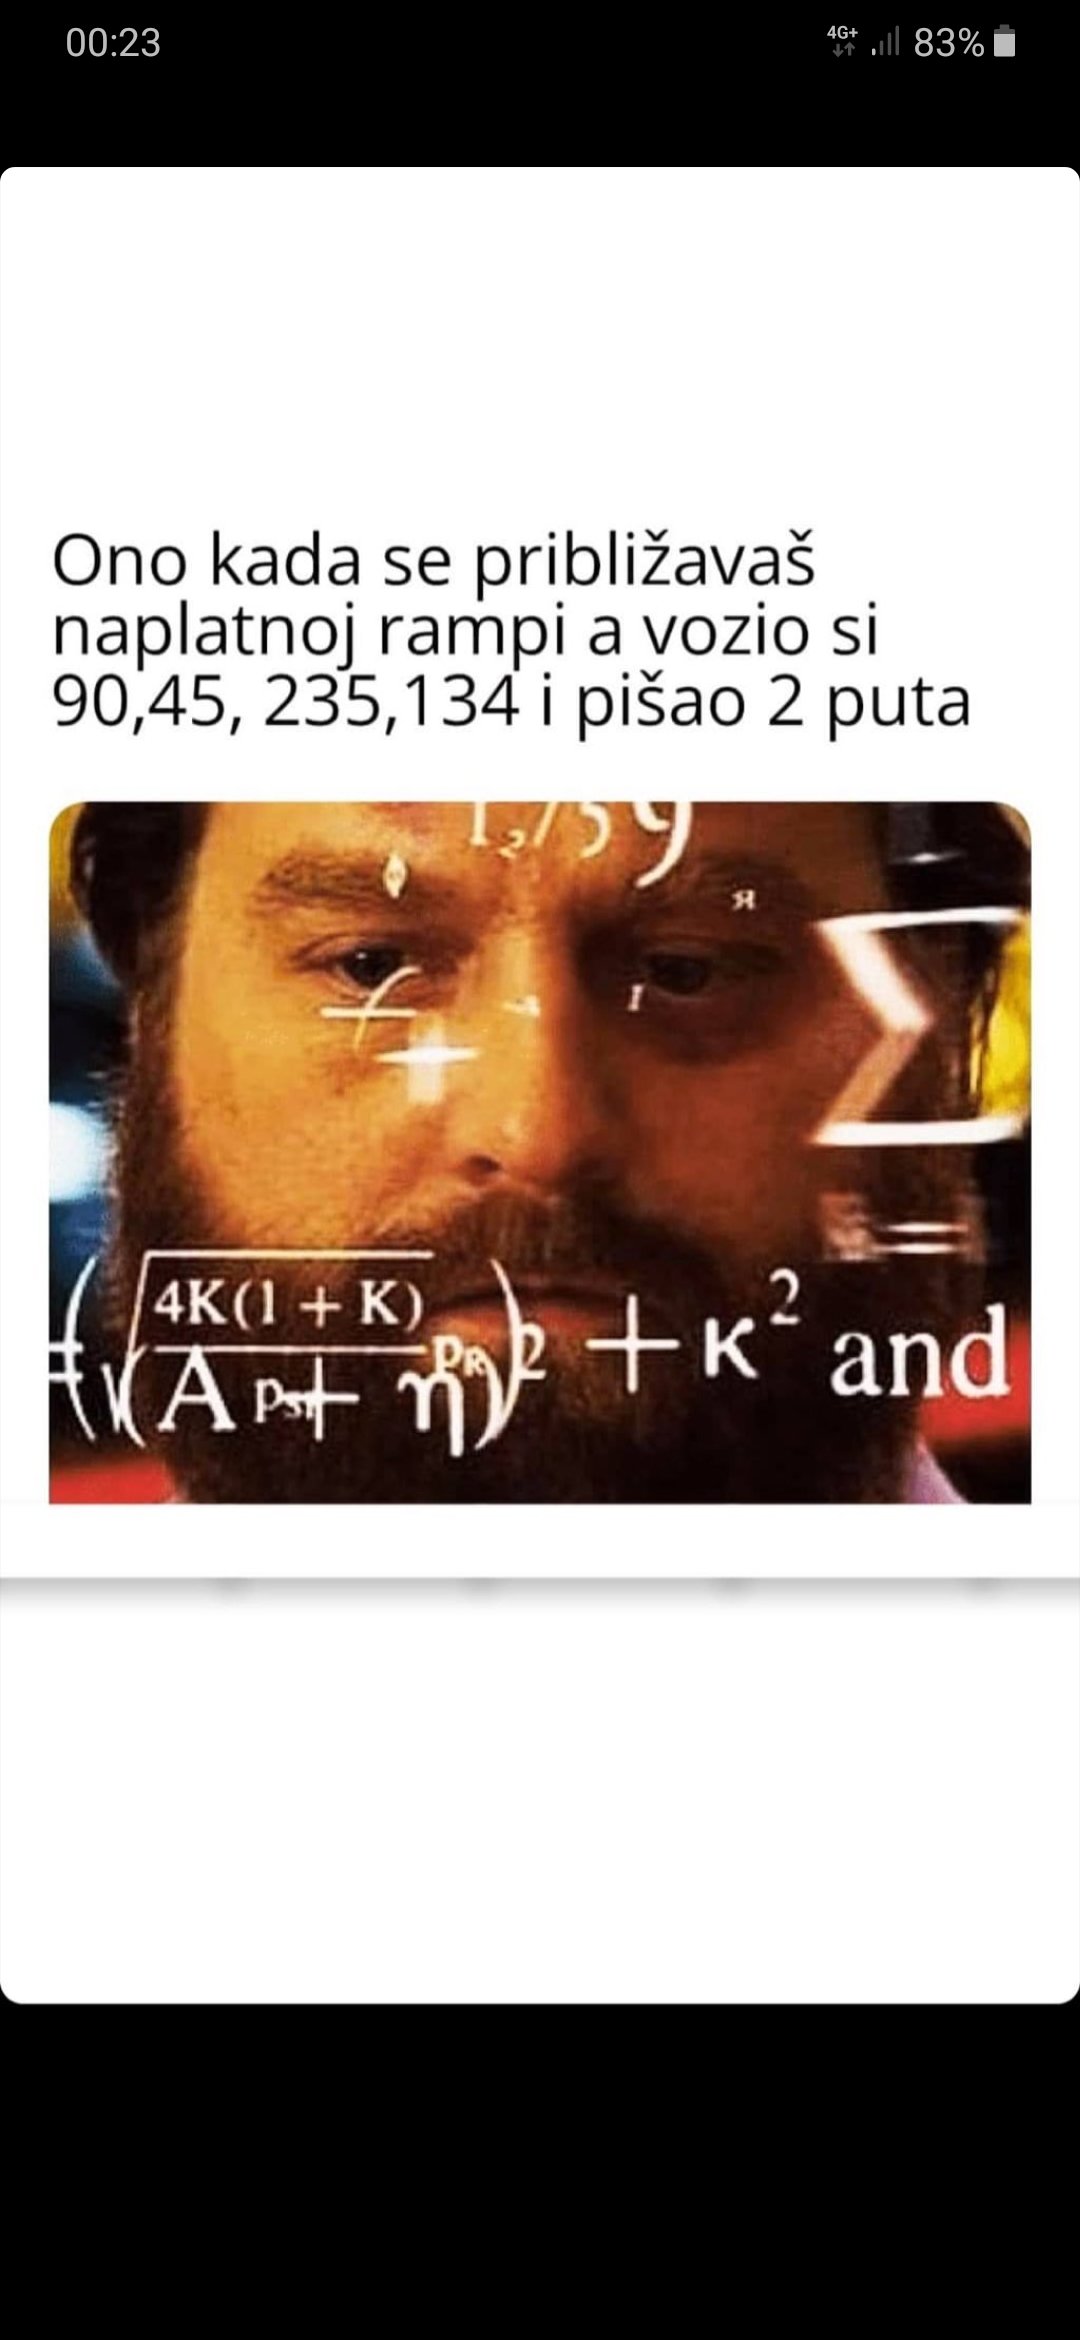 00:23
4G+ 83%
Ono kada se približavaš
naplatnoj rampi a vozio si
90,45, 235,134 i pišao 2 puta
я
I
Σ
=
4K(1 + K)
A
+ κ² and